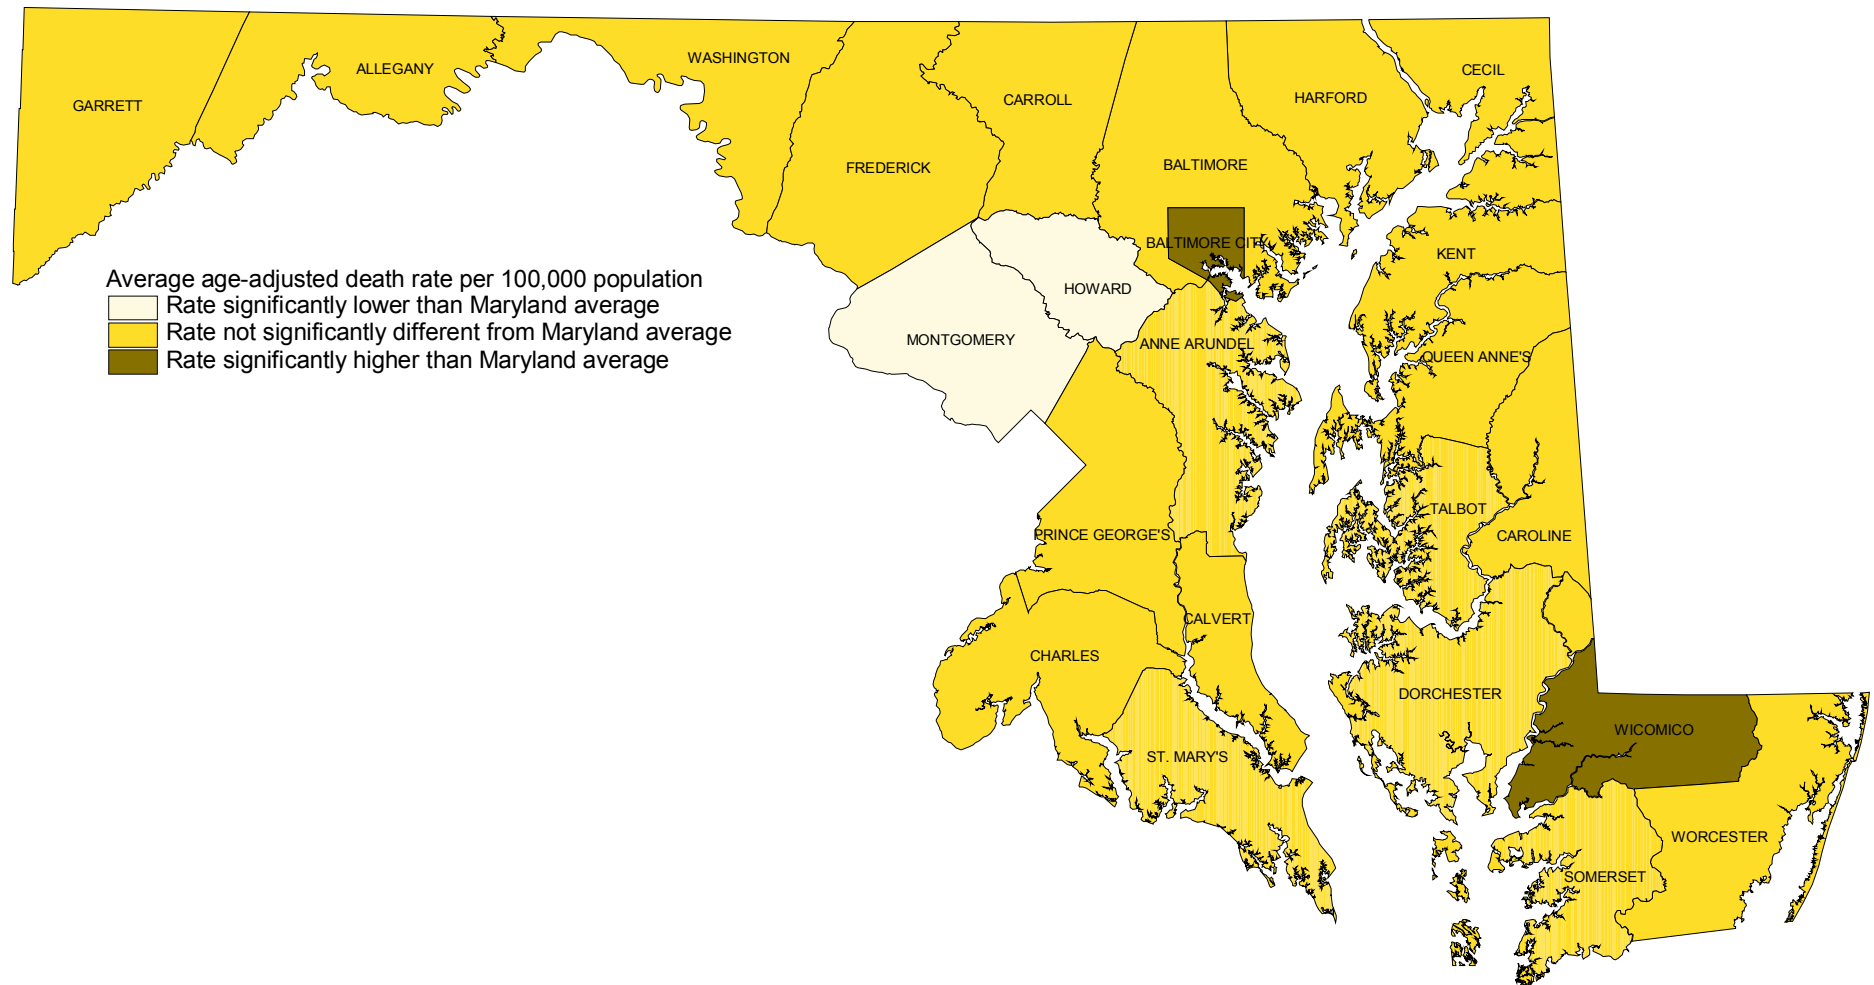 WASHINGTON
ALLEGANY
CECIL
GARRETT
CARROLL
HARFORD
FREDERICK
BALTIMORE
BALTIMORE CITY
KENT
Average age-adjusted death rate per 100,000 population
Rate significantly lower than Maryland average
Rate not significantly different from Maryland average
Rate significantly higher than Maryland average
HOWARD
MONTGOMERY
ANNE ARUNDEL
QUEEN ANNE'S
TALBOT
PRINCE GEORGE'S
CAROLINE
CALVERT
CHARLES
DORCHESTER
WICOMICO
ST. MARY'S
WORCESTER
SOMERSET